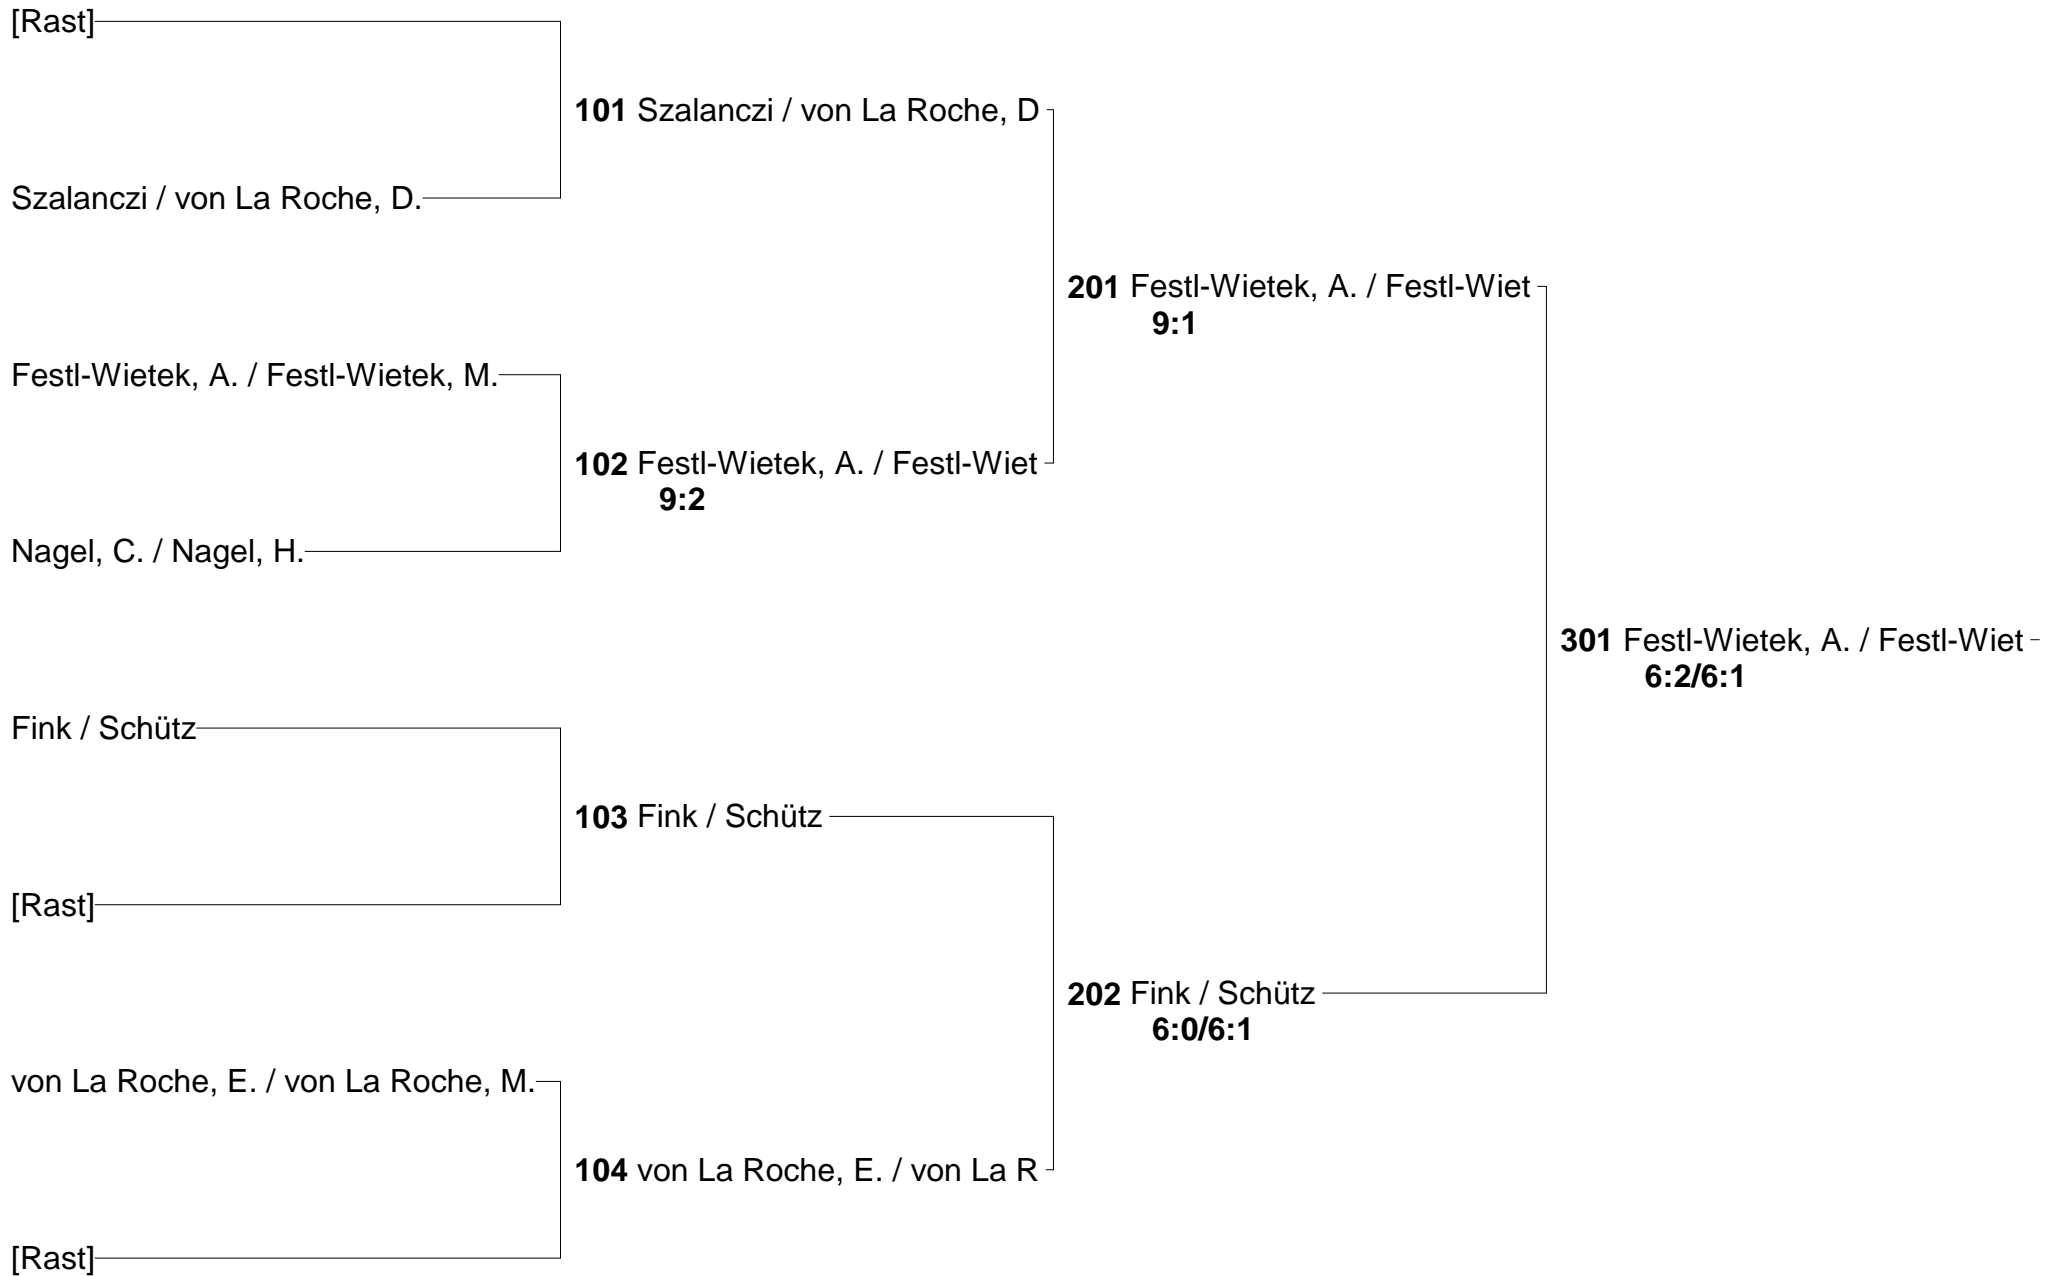 [Rast]
101 Szalanczi / von La Roche, D
Szalanczi / von La Roche, D.
201 Festl-Wietek, A. / Festl-Wiet
9:1
Festl-Wietek, A. / Festl-Wietek, M.
102 Festl-Wietek, A. / Festl-Wiet
9:2
Nagel, C. / Nagel, H.
301 Festl-Wietek, A. / Festl-Wiet
6:2/6:1
Fink / Schütz
103 Fink / Schütz
[Rast]
202 Fink / Schütz
6:0/6:1
von La Roche, E. / von La Roche, M.
104 von La Roche, E. / von La R
[Rast]